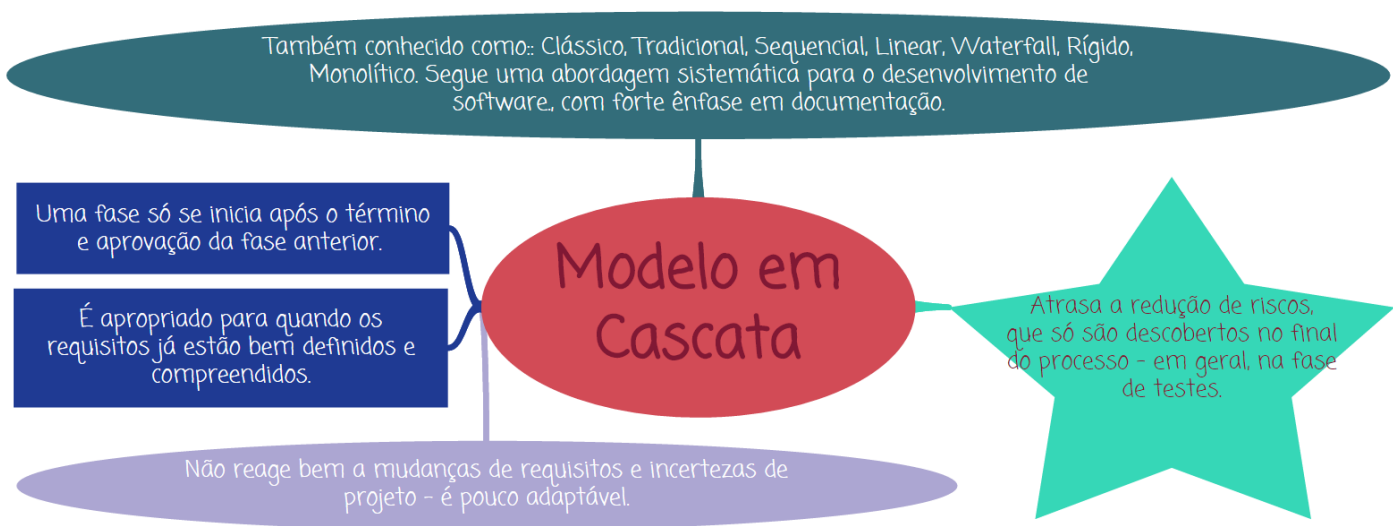 Também conhecido como:: Clássico, Tradicional, Sequencial, Linear, Waterfall, Rígido,
Monolítico. Segue uma abordagem sistemática para o desenvolvimento de
software., com forte ênfase em documentação.
Uma fase só se inicia após o término
e aprovação da fase anterior.
É apropriado para quando os
requisitos já estão bem definidos e
compreendidos.
Modelo em
Cascata
Atrasa a redução de riscos,
que só são descobertos no final
do processo - em geral, na fase
de testes.
Não reage bem a mudanças de requisitos e incertezas de
projeto - é pouco adaptável.